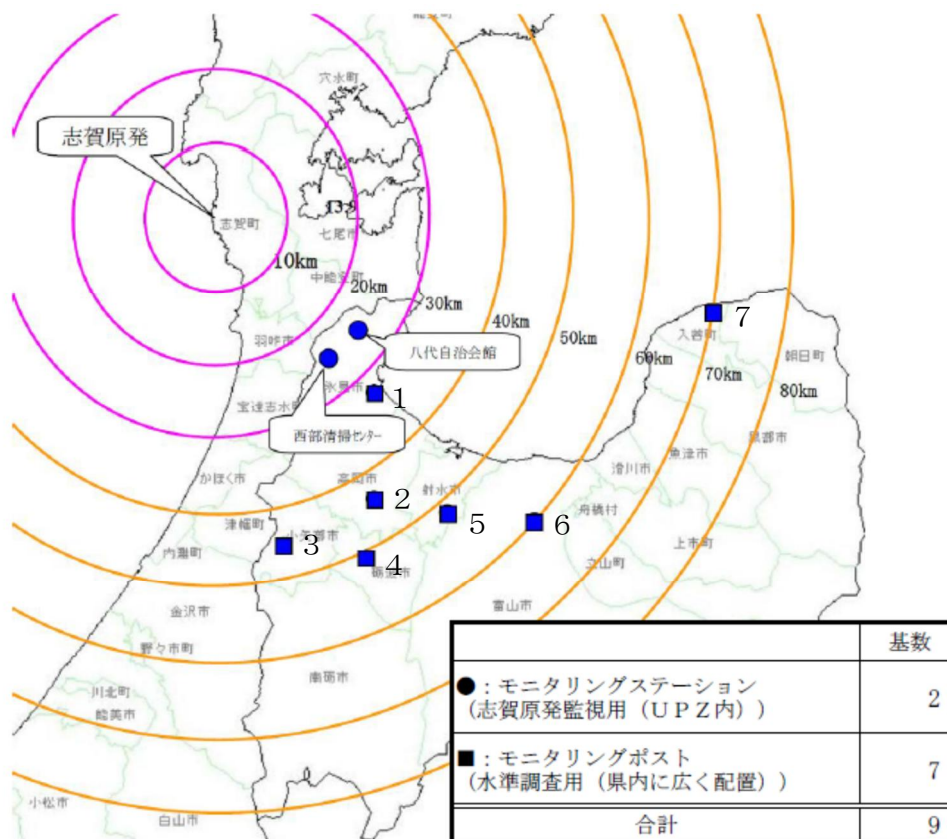 穴水町
志賀原発
志賀町
七尾市
10km
中能登町
20km
30km
40km
50km
60km
70km
80km
7
入善町
朝日町
八代自治会館
羽咋市
氷見市
1
宝達志水町
西部清掃センター
黒部市
魚津市
滑川市
かほく市
高岡市
射水市
2
5
6
舟橋村
上市町
津幡町
小矢部市
3
内灘町
4
砺波市
立山町
金沢市
富山市
野々市町
南砺市
川北町
能美市
小松市
白山市
基数
●：モニタリングステーション
（志賀原発監視用（ＵＰＺ内））
2
■：モニタリングポスト
（水準調査用（県内に広く配置））
7
合計
9